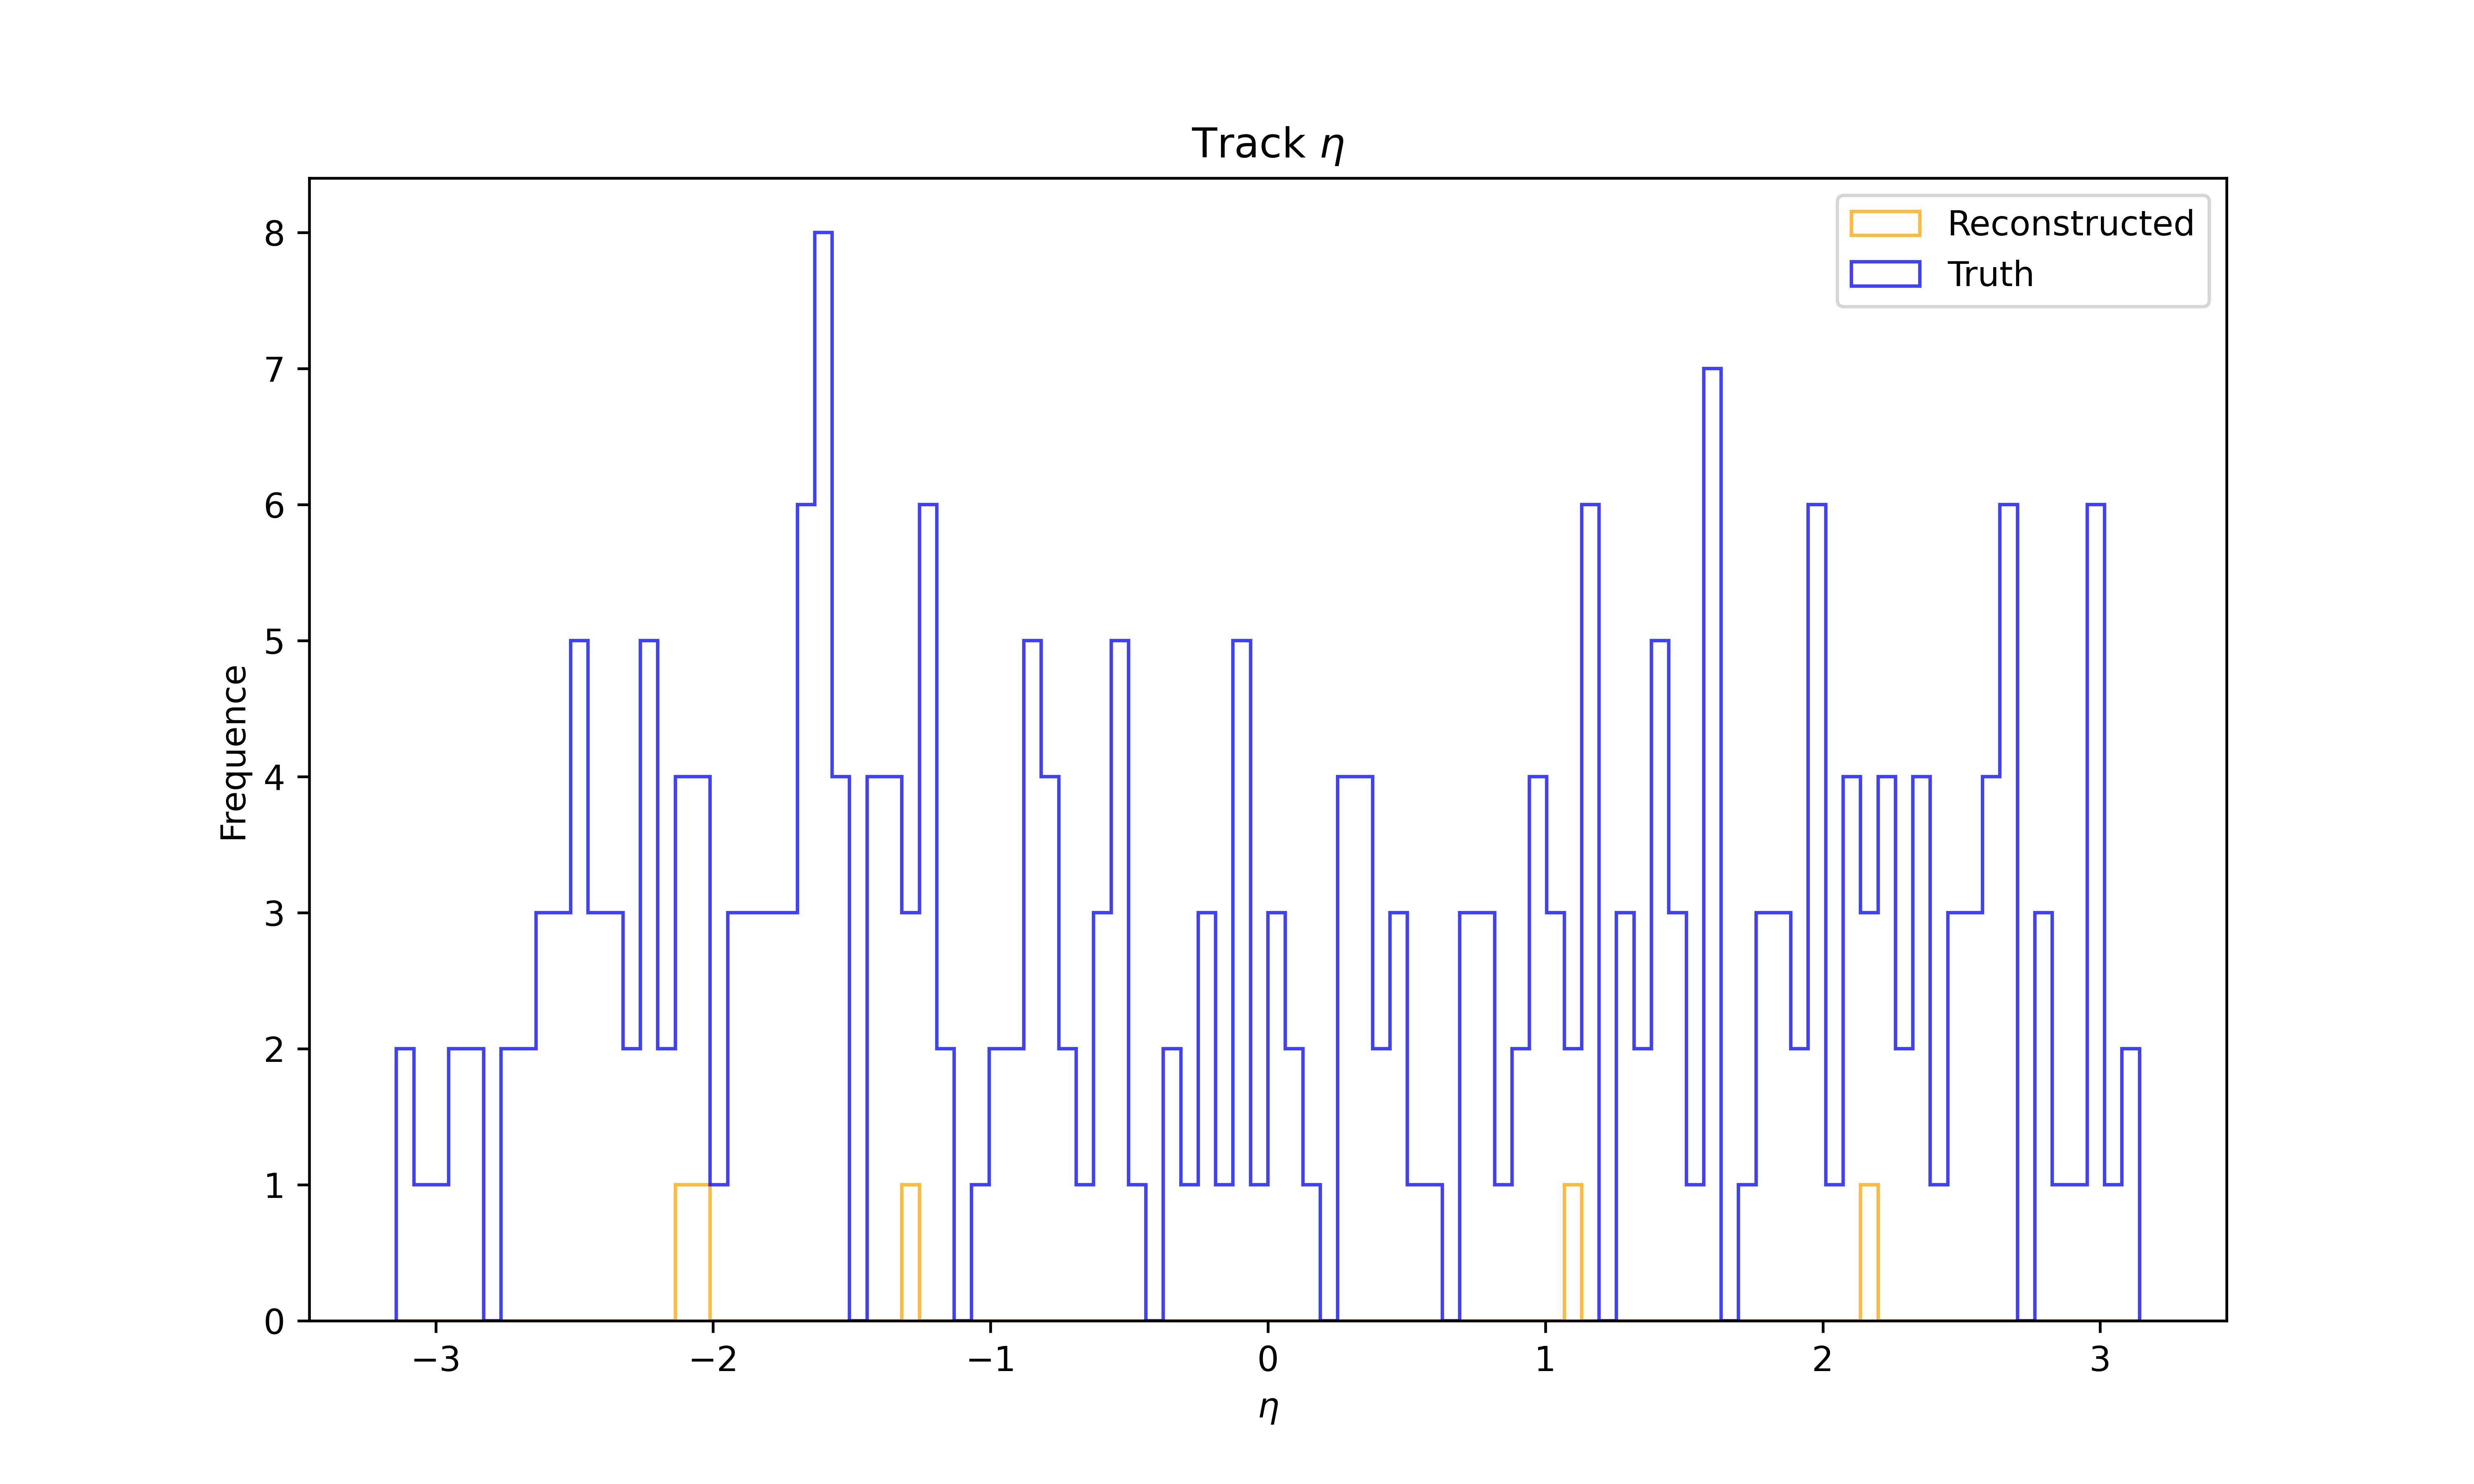 Track η
Reconstructed
Truth
Frequence
8
7
6
5
4
3
2
1
0
−3 −2 −1 0 1 2 3
η